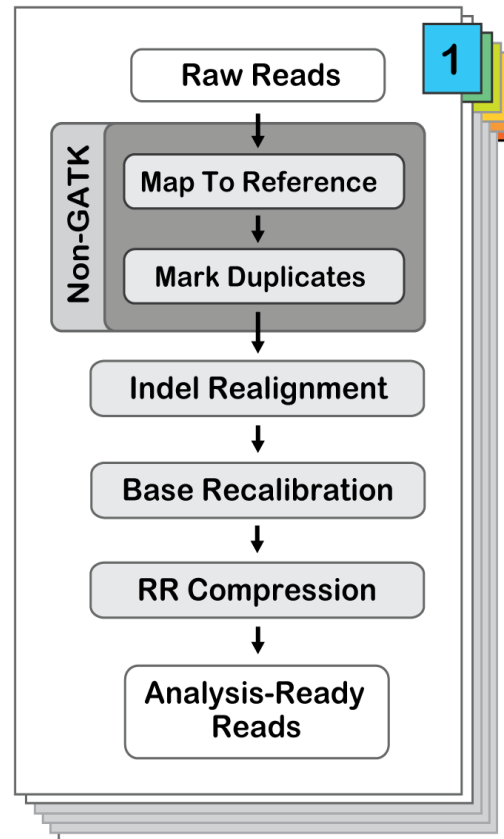 1
Raw Reads
Non-GATK
Map To Reference
Mark Duplicates
Indel Realignment
Base Recalibration
RR Compression
Analysis-Ready
Reads